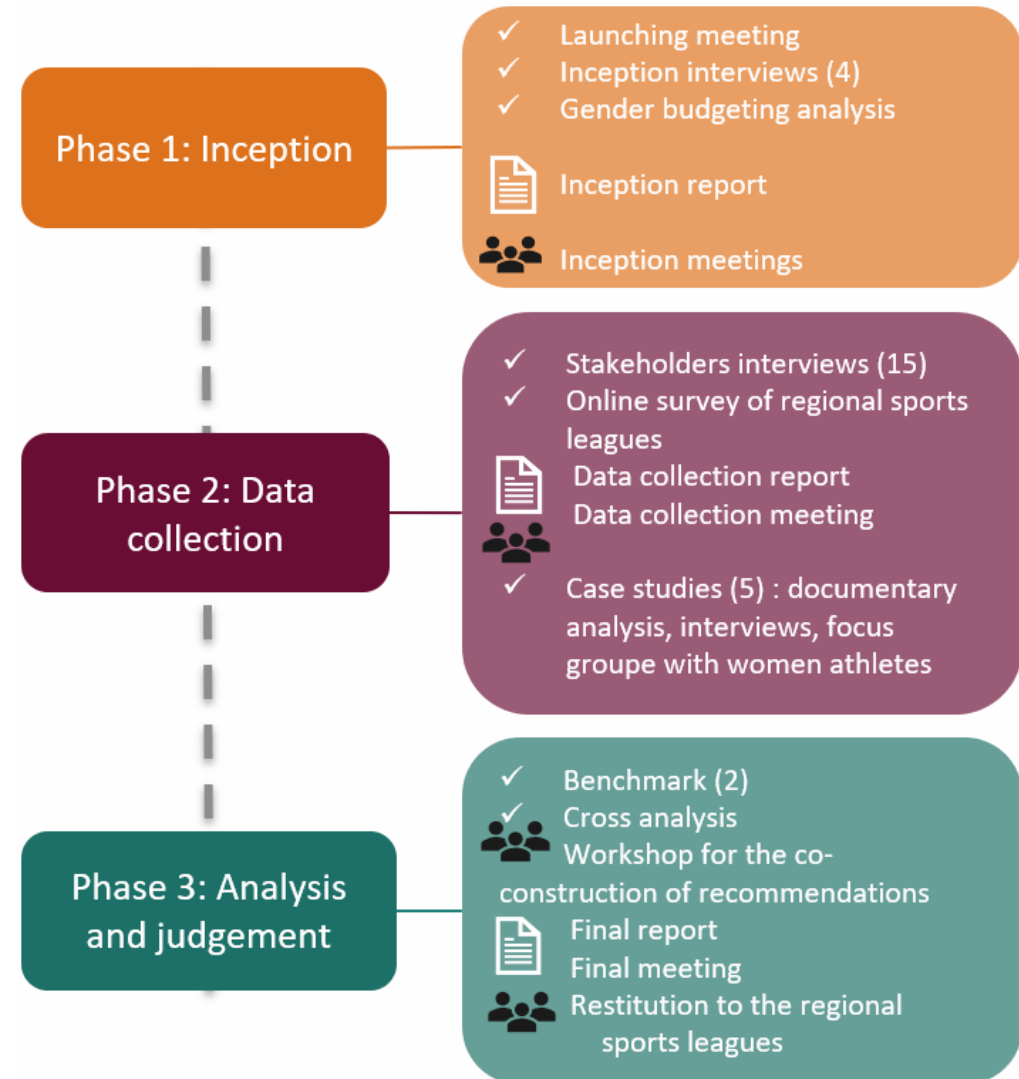 Phase 1: Inception
✓ Launching meeting
✓ Inception interviews (4)
✓ Gender budgeting analysis
Inception report
Inception meetings
Phase 2: Data
collection
✓ Stakeholders interviews (15)
✓ Online survey of regional sports
leagues
Data collection report
Data collection meeting
✓ Case studies (5) : documentary
analysis, interviews, focus
groupe with women athletes
Phase 3: Analysis
and judgement
✓ Benchmark (2)
✓ Cross analysis
Workshop for the co-
construction of recommendations
Final report
Final meeting
Restitution to the regional
sports leagues